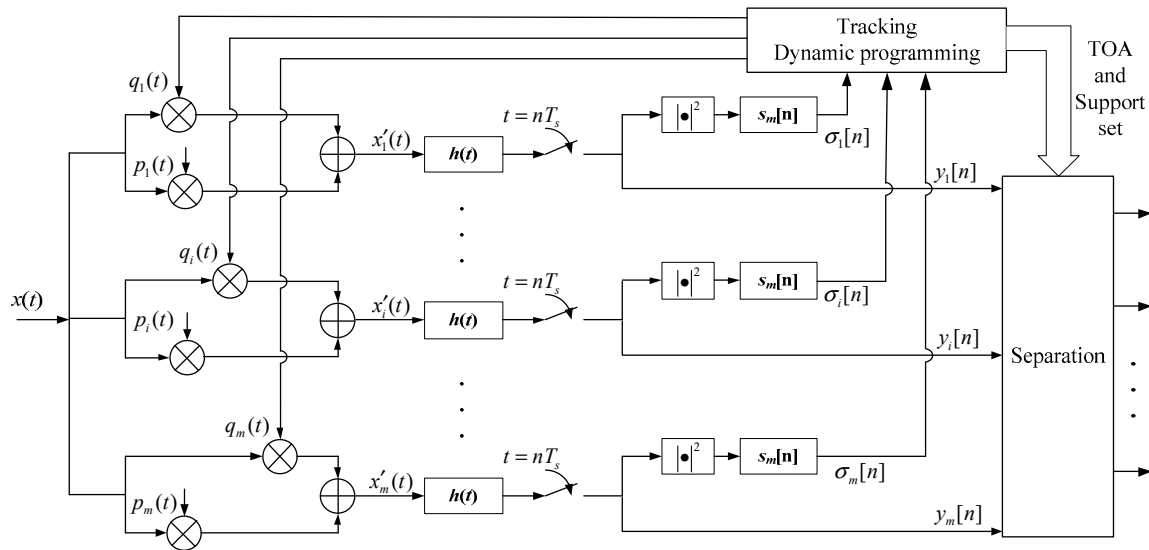 Tracking
Dynamic programming
TOA
and
Support
set
q₁(t)
p₁(t)
x′₁(t)
h(t)
t = nTₛ
|•|²
sₘ[n]
σ₁[n]
y₁[n]
x(t)
qᵢ(t)
pᵢ(t)
x′ᵢ(t)
h(t)
t = nTₛ
|•|²
sₘ[n]
σᵢ[n]
yᵢ[n]
Separation
qₘ(t)
pₘ(t)
x′ₘ(t)
h(t)
t = nTₛ
|•|²
sₘ[n]
σₘ[n]
yₘ[n]